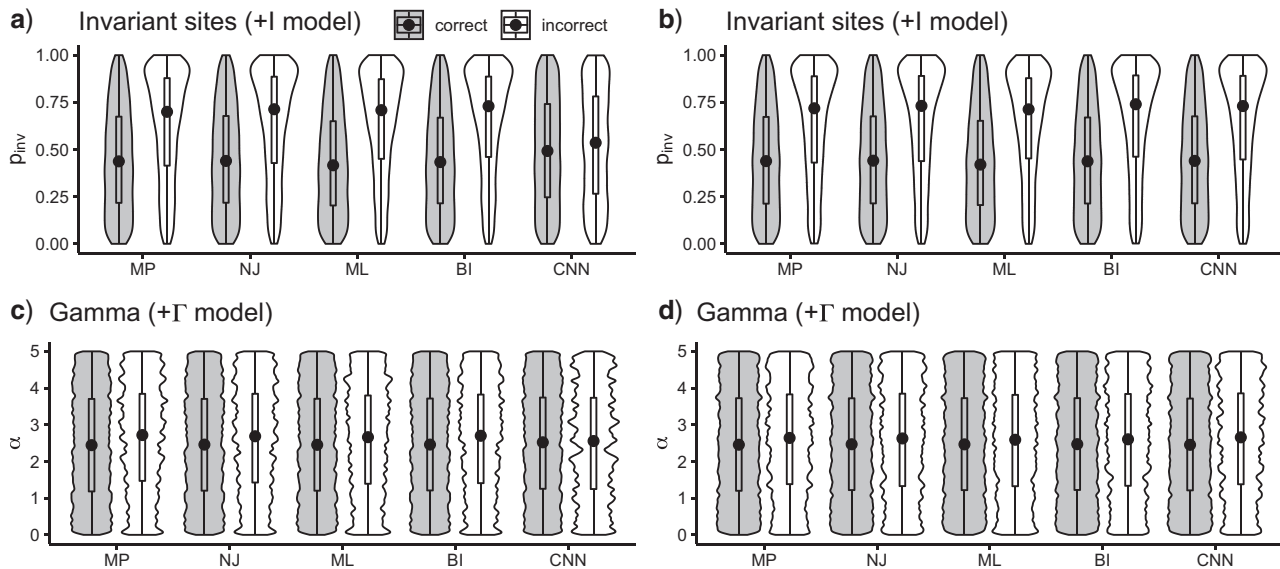 a) Invariant sites (+I model) correct incorrect
1.00
0.75
0.50
0.25
0.00
p_inv
MP NJ ML BI CNN
b) Invariant sites (+I model)
1.00
0.75
0.50
0.25
0.00
p_inv
MP NJ ML BI CNN
c) Gamma (+Γ model)
5
4
3
2
1
0
α
MP NJ ML BI CNN
d) Gamma (+Γ model)
5
4
3
2
1
0
α
MP NJ ML BI CNN